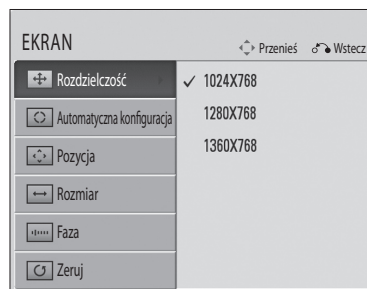 EKRAN
Przenieś Wstecz
Rozdzielczość
Automatyczna konfiguracja
Pozycja
Rozmiar
Faza
Zeruj
1024X768
1280X768
1360X768